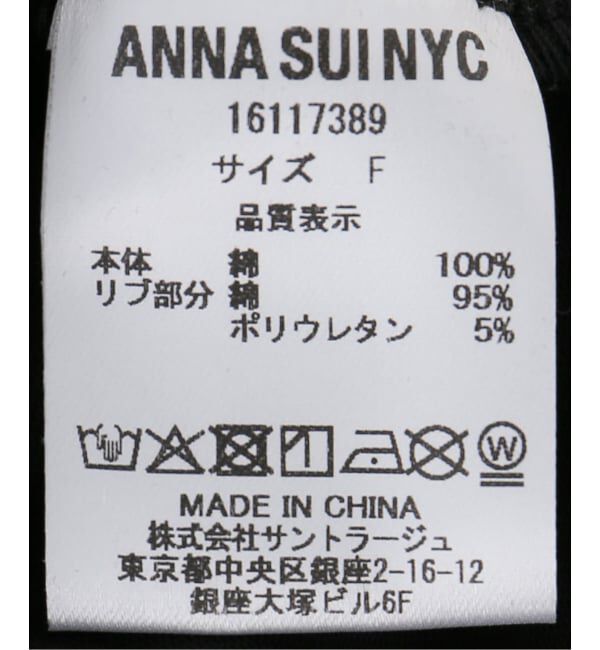 ANNA SUI NYC
16117389
サイズ F
品質表示
本体 綿 100%
リブ部分 綿 95%
ポリウレタン 5%
W
MADE IN CHINA
株式会社サントラージュ
東京都中央区銀座2-16-12
銀座大塚ビル6F